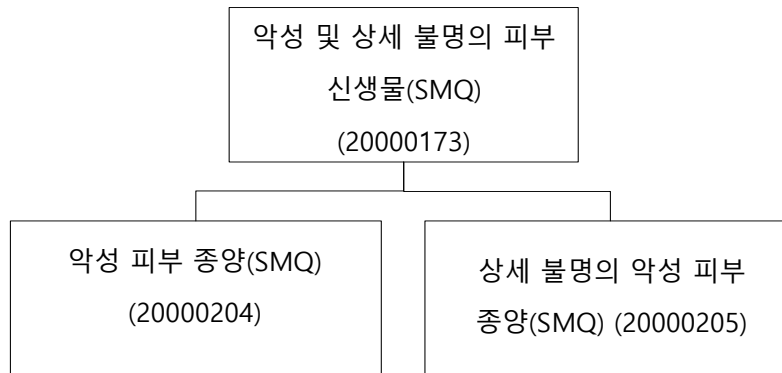 악성 및 상세 불명의 피부
신생물(SMQ)
(20000173)
악성 피부 종양(SMQ)
(20000204)
상세 불명의 악성 피부
종양(SMQ) (20000205)